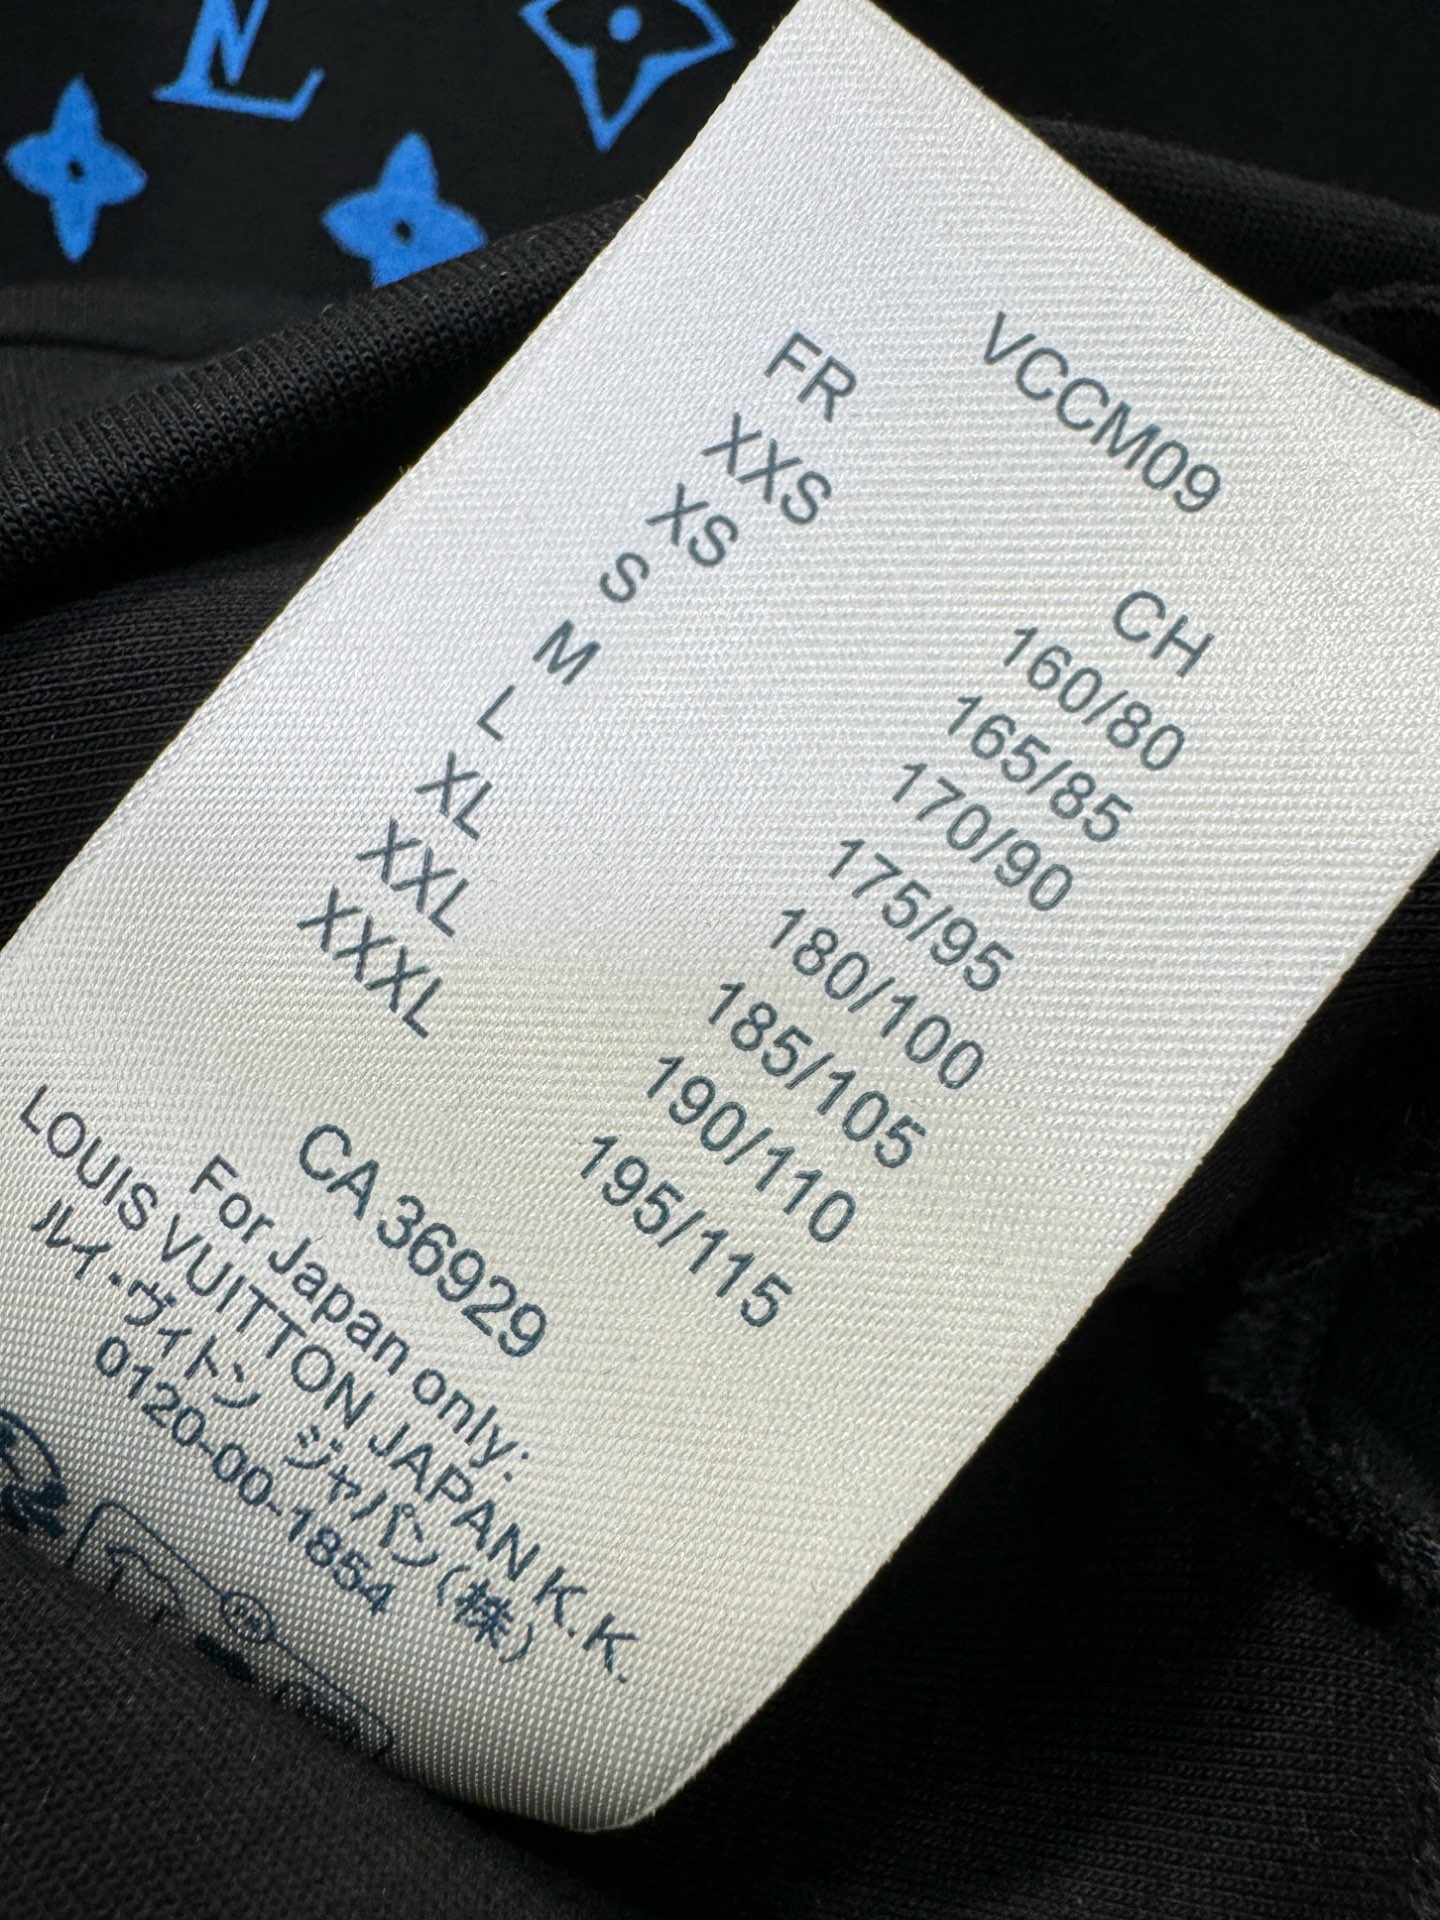 LV
VCCM09
FR CH
XXS 160/80
XS 165/85
S 170/90
M 175/95
L 180/100
XL 185/105
XXL 190/110
XXXL 195/115
CA 36929
For Japan only:
LOUIS VUITTON JAPAN K.K.
ルイ・ヴィトン ジャパン(株)
0120-00-1854